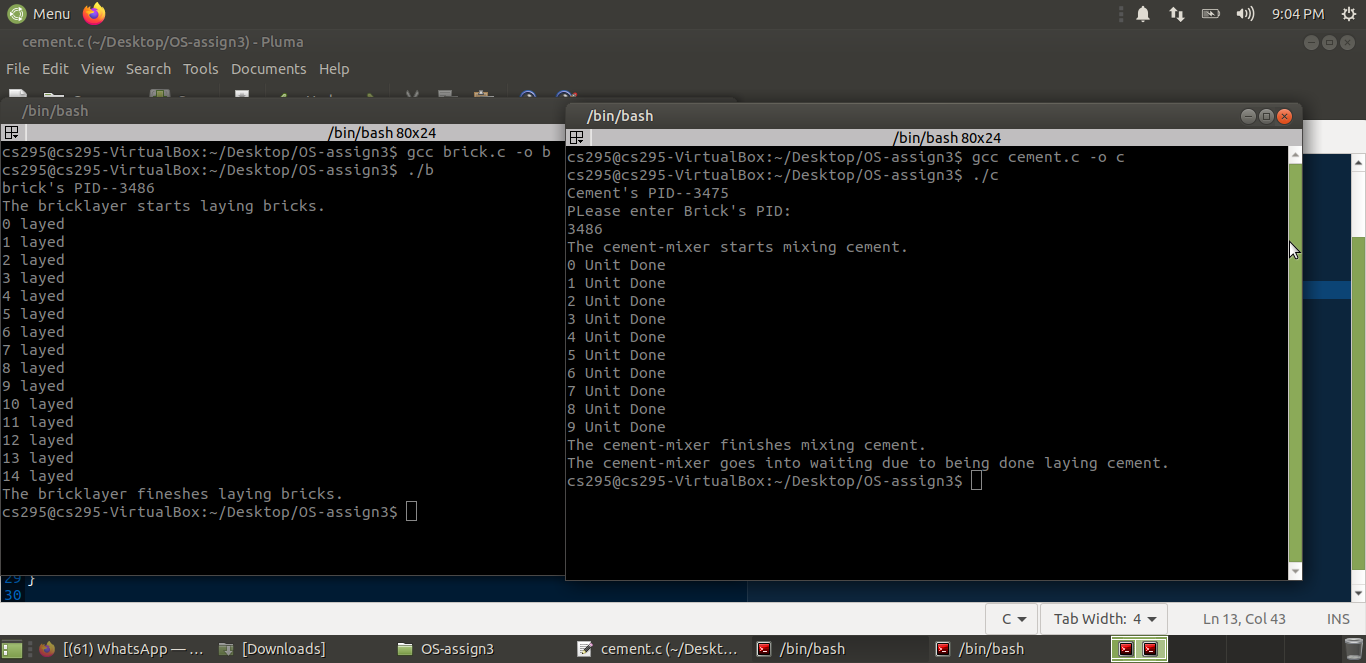 Menu
9:04 PM
cement.c (~/Desktop/OS-assign3) - Pluma
File Edit View Search Tools Documents Help
/bin/bash
/bin/bash 80x24
cs295@cs295-VirtualBox:~/Desktop/OS-assign3$ gcc brick.c -o b
cs295@cs295-VirtualBox:~/Desktop/OS-assign3$ ./b
brick's PID--3486
The bricklayer starts laying bricks.
0 layed
1 layed
2 layed
3 layed
4 layed
5 layed
6 layed
7 layed
8 layed
9 layed
10 layed
11 layed
12 layed
13 layed
14 layed
The bricklayer fineshes laying bricks.
cs295@cs295-VirtualBox:~/Desktop/OS-assign3$
/bin/bash
/bin/bash 80x24
cs295@cs295-VirtualBox:~/Desktop/OS-assign3$ gcc cement.c -o c
cs295@cs295-VirtualBox:~/Desktop/OS-assign3$ ./c
Cement's PID--3475
PLease enter Brick's PID:
3486
The cement-mixer starts mixing cement.
0 Unit Done
1 Unit Done
2 Unit Done
3 Unit Done
4 Unit Done
5 Unit Done
6 Unit Done
7 Unit Done
8 Unit Done
9 Unit Done
The cement-mixer finishes mixing cement.
The cement-mixer goes into waiting due to being done laying cement.
cs295@cs295-VirtualBox:~/Desktop/OS-assign3$
29 }
30
C Tab Width: 4 Ln 13, Col 43 INS
[(61) WhatsApp — ... [Downloads] OS-assign3 cement.c (~/Deskt... /bin/bash /bin/bash